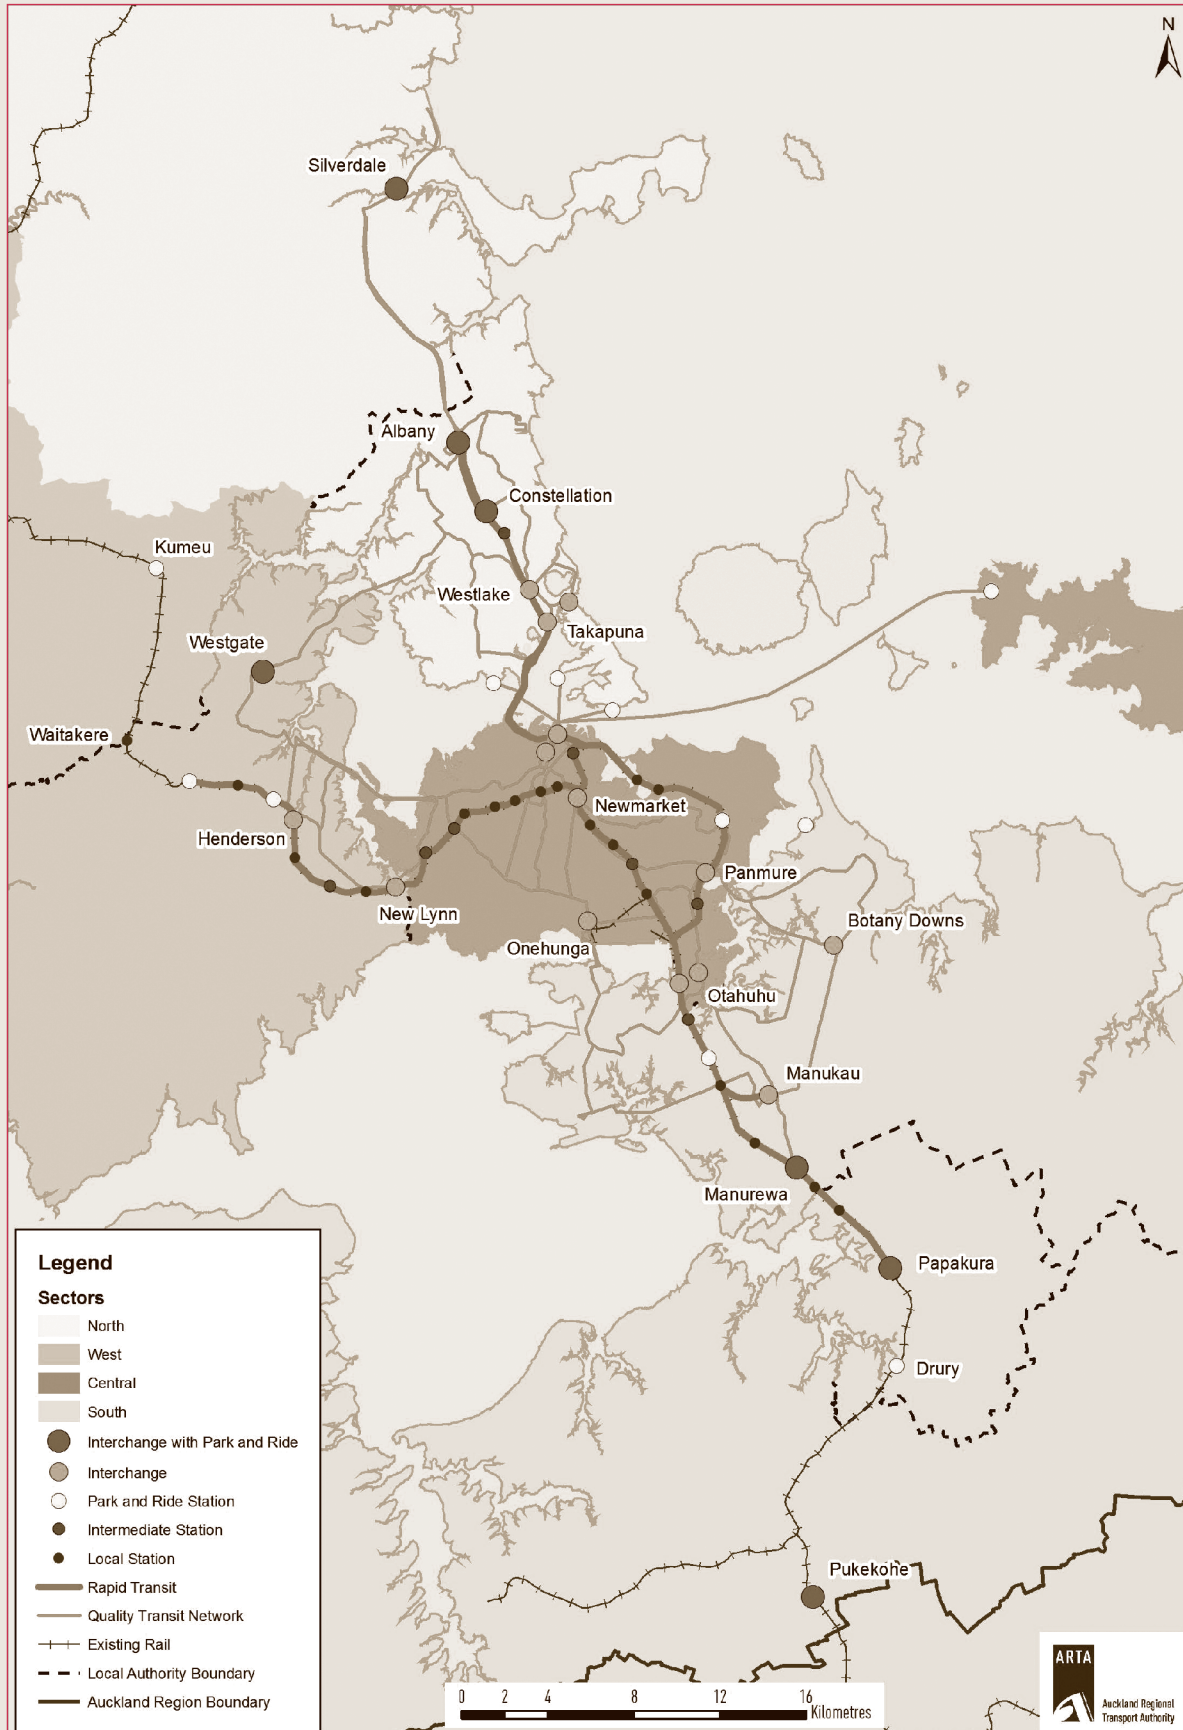 N
Silverdale
Albany
Constellation
Kumeu
Westlake
Takapuna
Westgate
Waitakere
Newmarket
Henderson
Panmure
New Lynn
Botany Downs
Onehunga
Otahuhu
Manukau
Manurewa
Papakura
Drury
Pukekohe
Legend
Sectors
North
West
Central
South
Interchange with Park and Ride
Interchange
Park and Ride Station
Intermediate Station
Local Station
Rapid Transit
Quality Transit Network
Existing Rail
Local Authority Boundary
Auckland Region Boundary
0 2 4 8 12 16
Kilometres
ARTA
Auckland Regional
Transport Authority